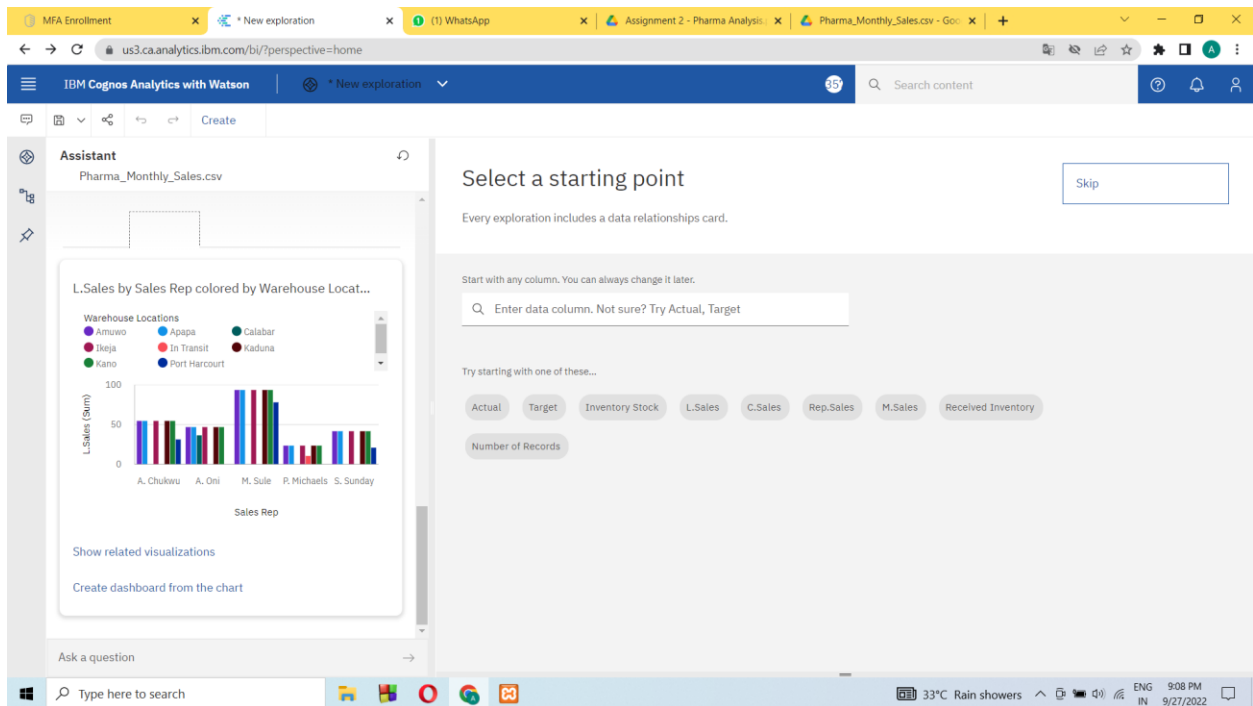 MFA Enrollment
* New exploration
(1) WhatsApp
Assignment 2 - Pharma Analysis.
Pharma_Monthly_Sales.csv - Goo
us3.ca.analytics.ibm.com/bi/?perspective=home
A
IBM Cognos Analytics with Watson
* New exploration
Search content
Create
Assistant
Pharma_Monthly_Sales.csv
L.Sales by Sales Rep colored by Warehouse Locat...
Warehouse Locations
Amuwo Apapa Calabar
Ikeja In Transit Kaduna
Kano Port Harcourt
100
50
0
L.Sales (Sum)
A. Chukwu A. Oni M. Sule P. Michaels S. Sunday
Sales Rep
Show related visualizations
Create dashboard from the chart
Ask a question
Select a starting point
Skip
Every exploration includes a data relationships card.
Start with any column. You can always change it later.
Enter data column. Not sure? Try Actual, Target
Try starting with one of these...
Actual Target Inventory Stock L.Sales C.Sales Rep.Sales M.Sales Received Inventory
Number of Records
Type here to search
33°C Rain showers
ENG
IN
9:08 PM
9/27/2022